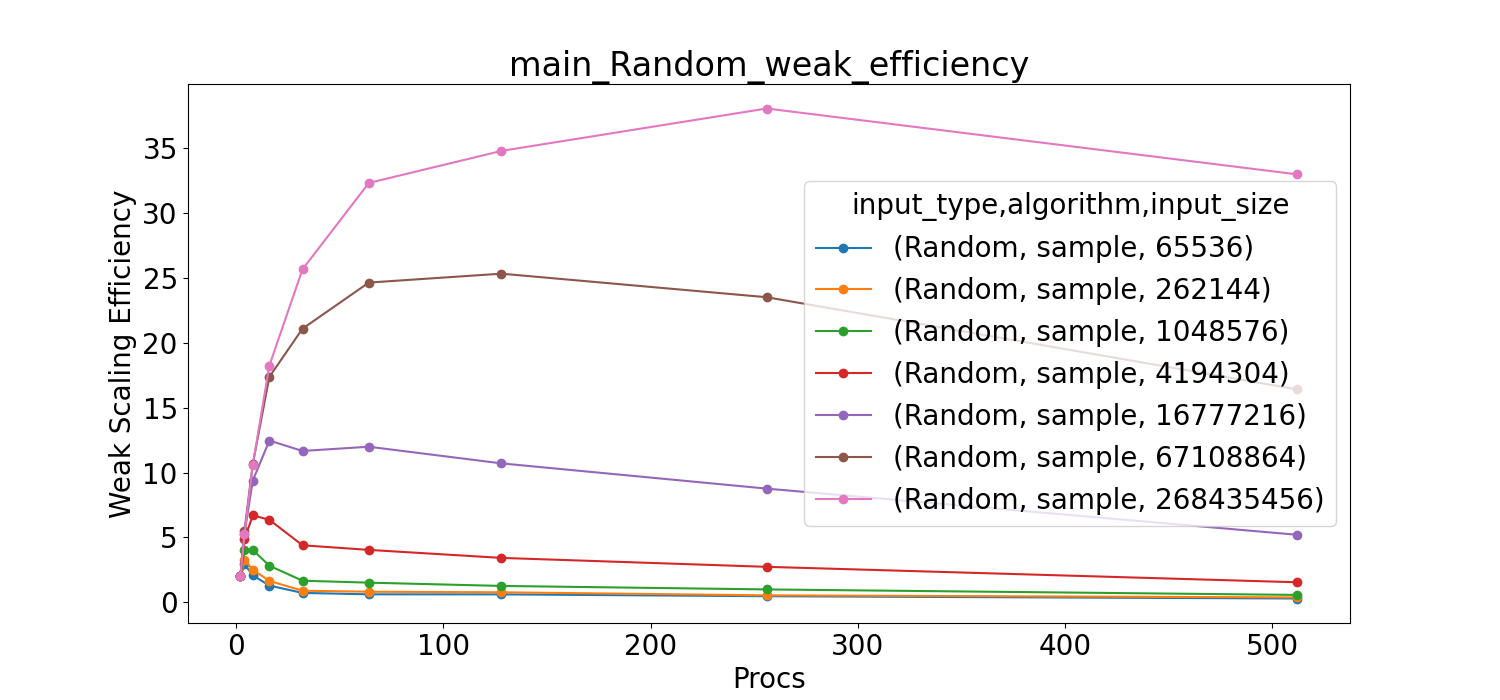 main_Random_weak_efficiency
Weak Scaling Efficiency
35
30
25
20
15
10
5
0
input_type,algorithm,input_size
(Random, sample, 65536)
(Random, sample, 262144)
(Random, sample, 1048576)
(Random, sample, 4194304)
(Random, sample, 16777216)
(Random, sample, 67108864)
(Random, sample, 268435456)
0 100 200 300 400 500
Procs